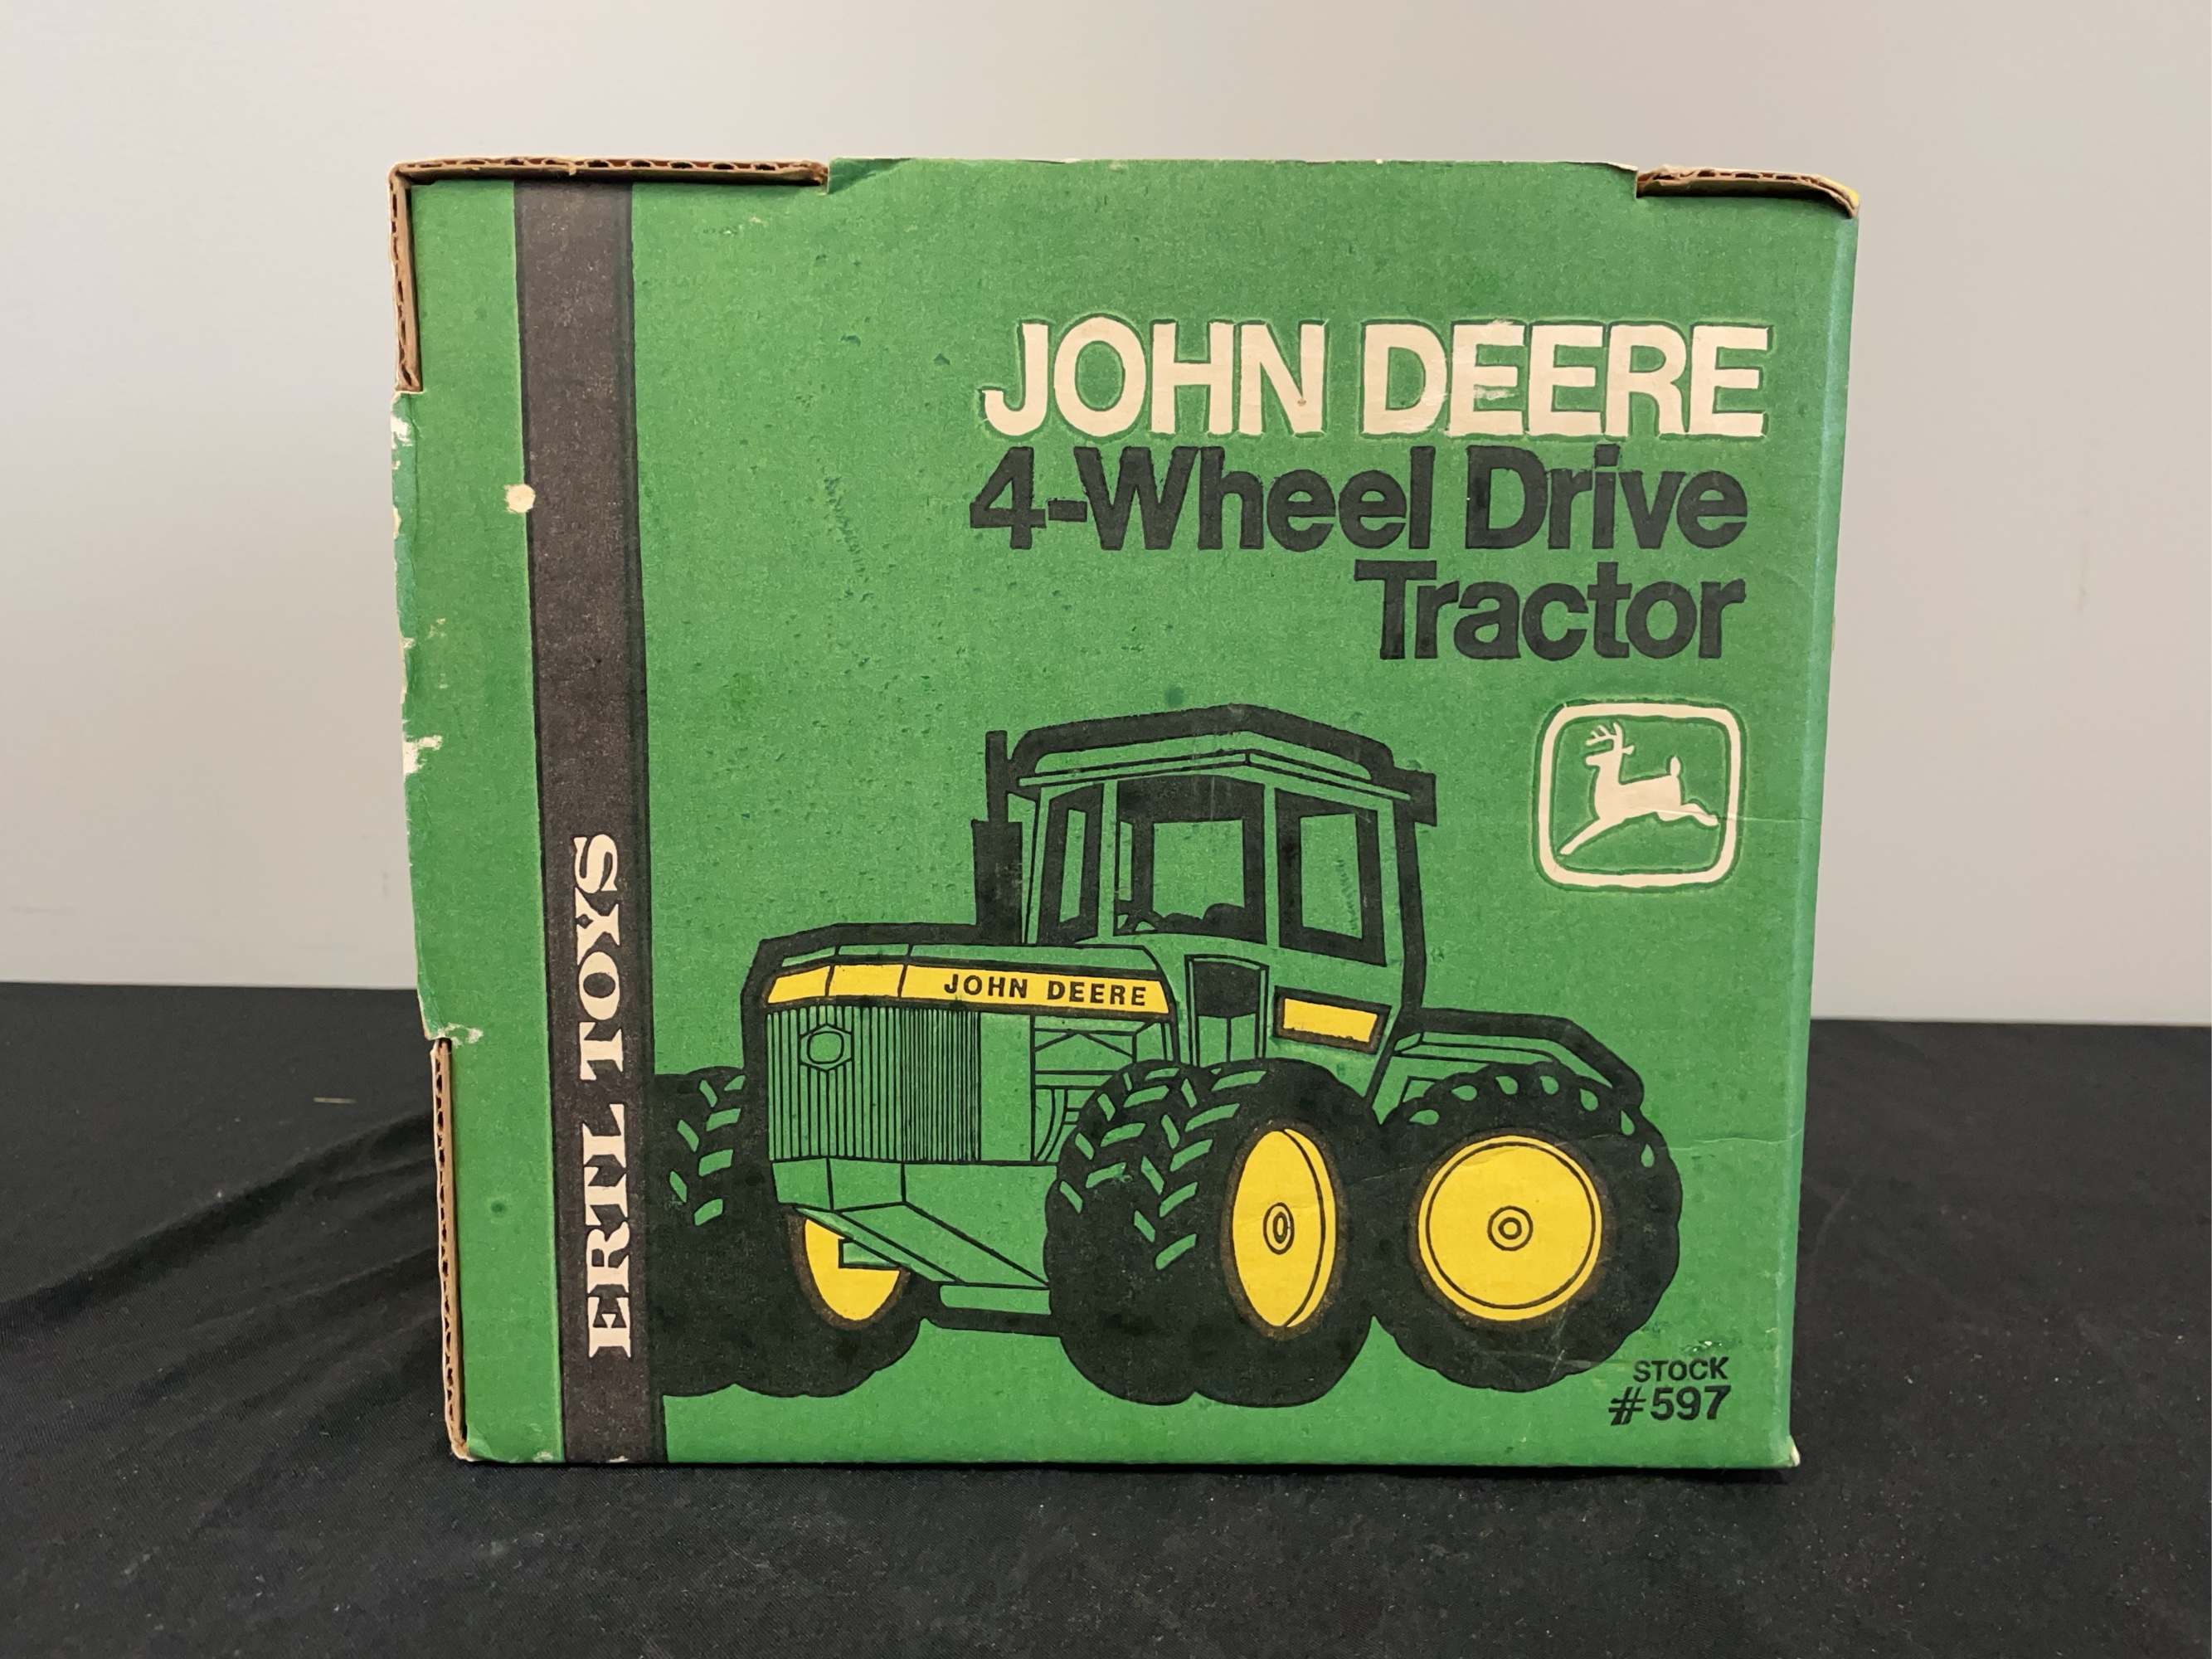 JOHN DEERE
4-Wheel Drive
Tractor
JOHN DEERE
ERTL TOYS
STOCK
#597